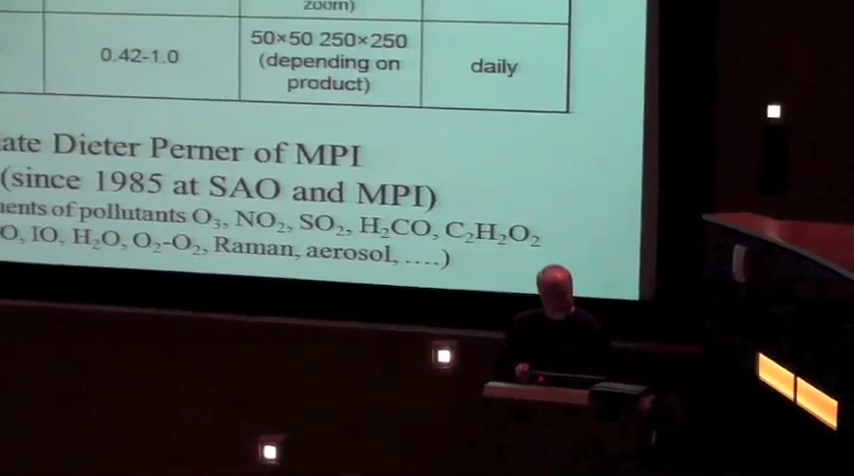 zoom)
0.42-1.0
50×50 250×250
(depending on
product)
daily
ate Dieter Perner of MPI
(since 1985 at SAO and MPI)
ments of pollutants O₃, NO₂, SO₂, H₂CO, C₂H₂O₂
O, IO, H₂O, O₂-O₂, Raman, aerosol, ….)